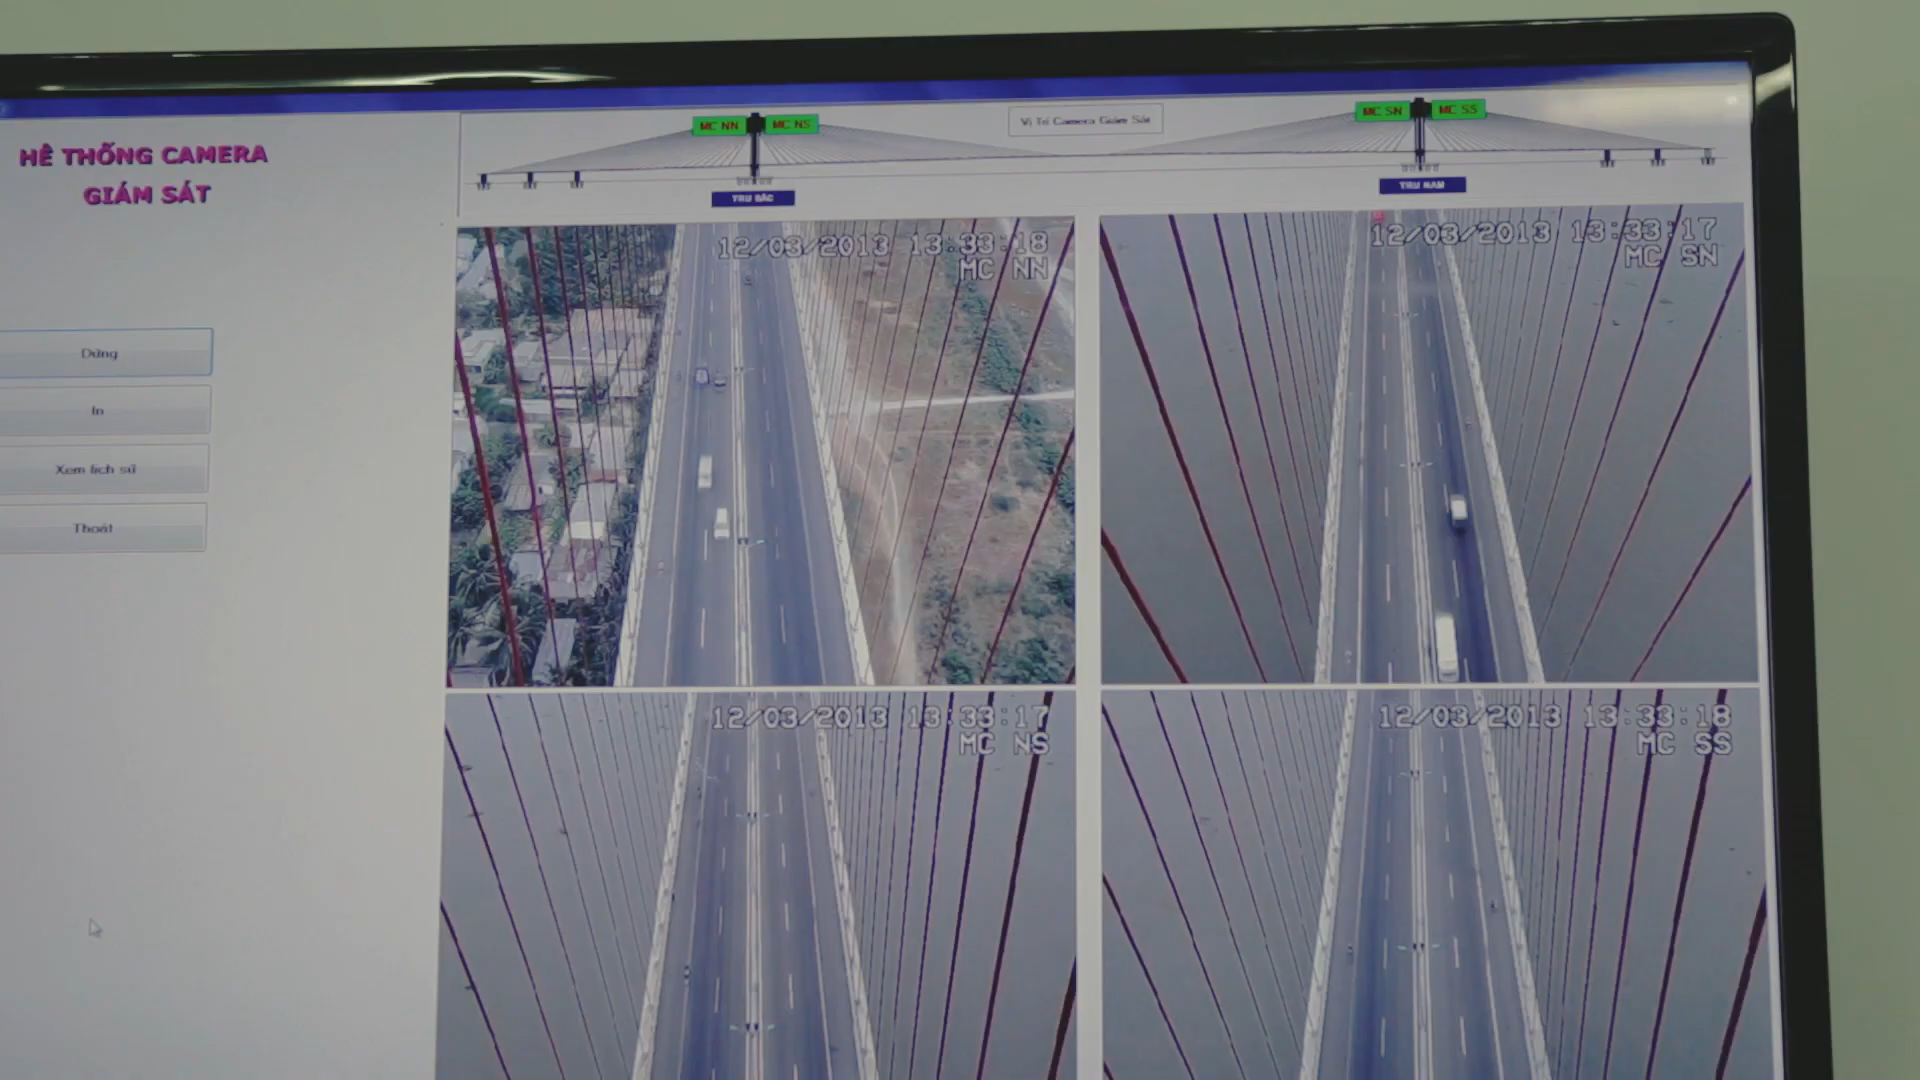 HỆ THỐNG CAMERA
GIÁM SÁT
Dừng
In
Xem lịch sử
Thoát
MC NN
MC NS
Vị Trí Camera Giám Sát
MC SN
MC SS
TRỤ BẮC
TRỤ NAM
12/03/2013 13:33:18
MC NN
12/03/2013 13:33:17
MC SN
12/03/2013 13:33:17
MC NS
12/03/2013 13:33:18
MC SS